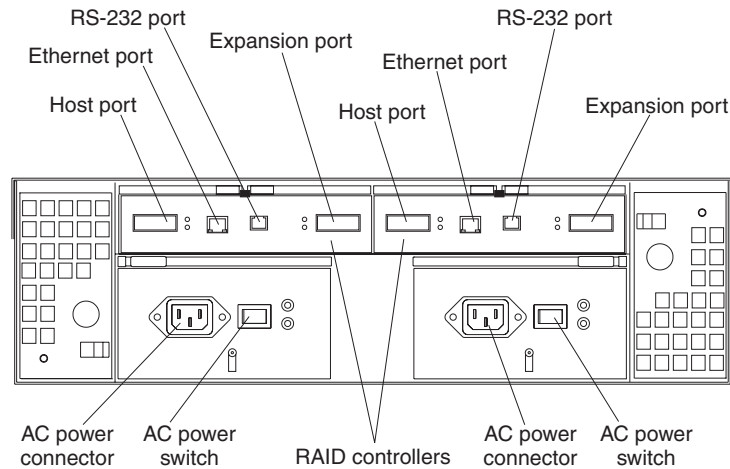 RS-232 port
RS-232 port
Expansion port
Ethernet port
Ethernet port
Host port
Host port
Expansion port
AC power
connector
AC power
switch
RAID controllers
AC power
connector
AC power
switch